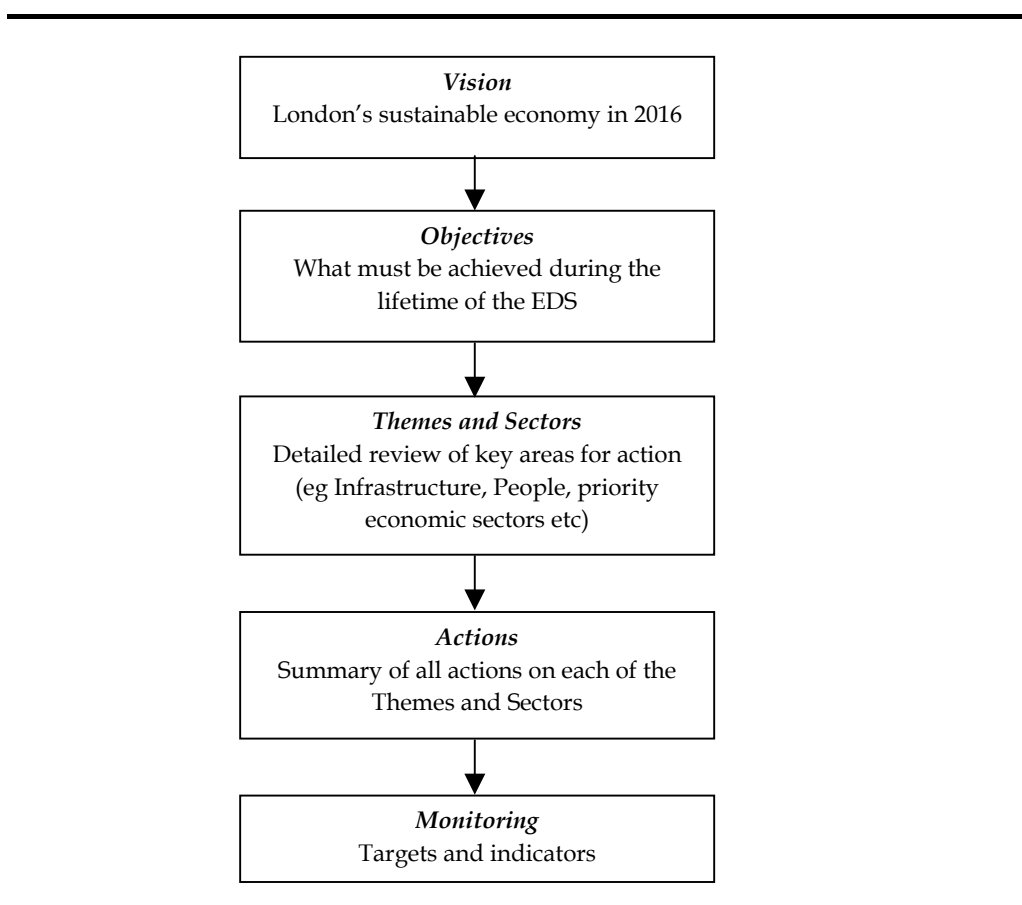 Vision
London’s sustainable economy in 2016
Objectives
What must be achieved during the
lifetime of the EDS
Themes and Sectors
Detailed review of key areas for action
(eg Infrastructure, People, priority
economic sectors etc)
Actions
Summary of all actions on each of the
Themes and Sectors
Monitoring
Targets and indicators